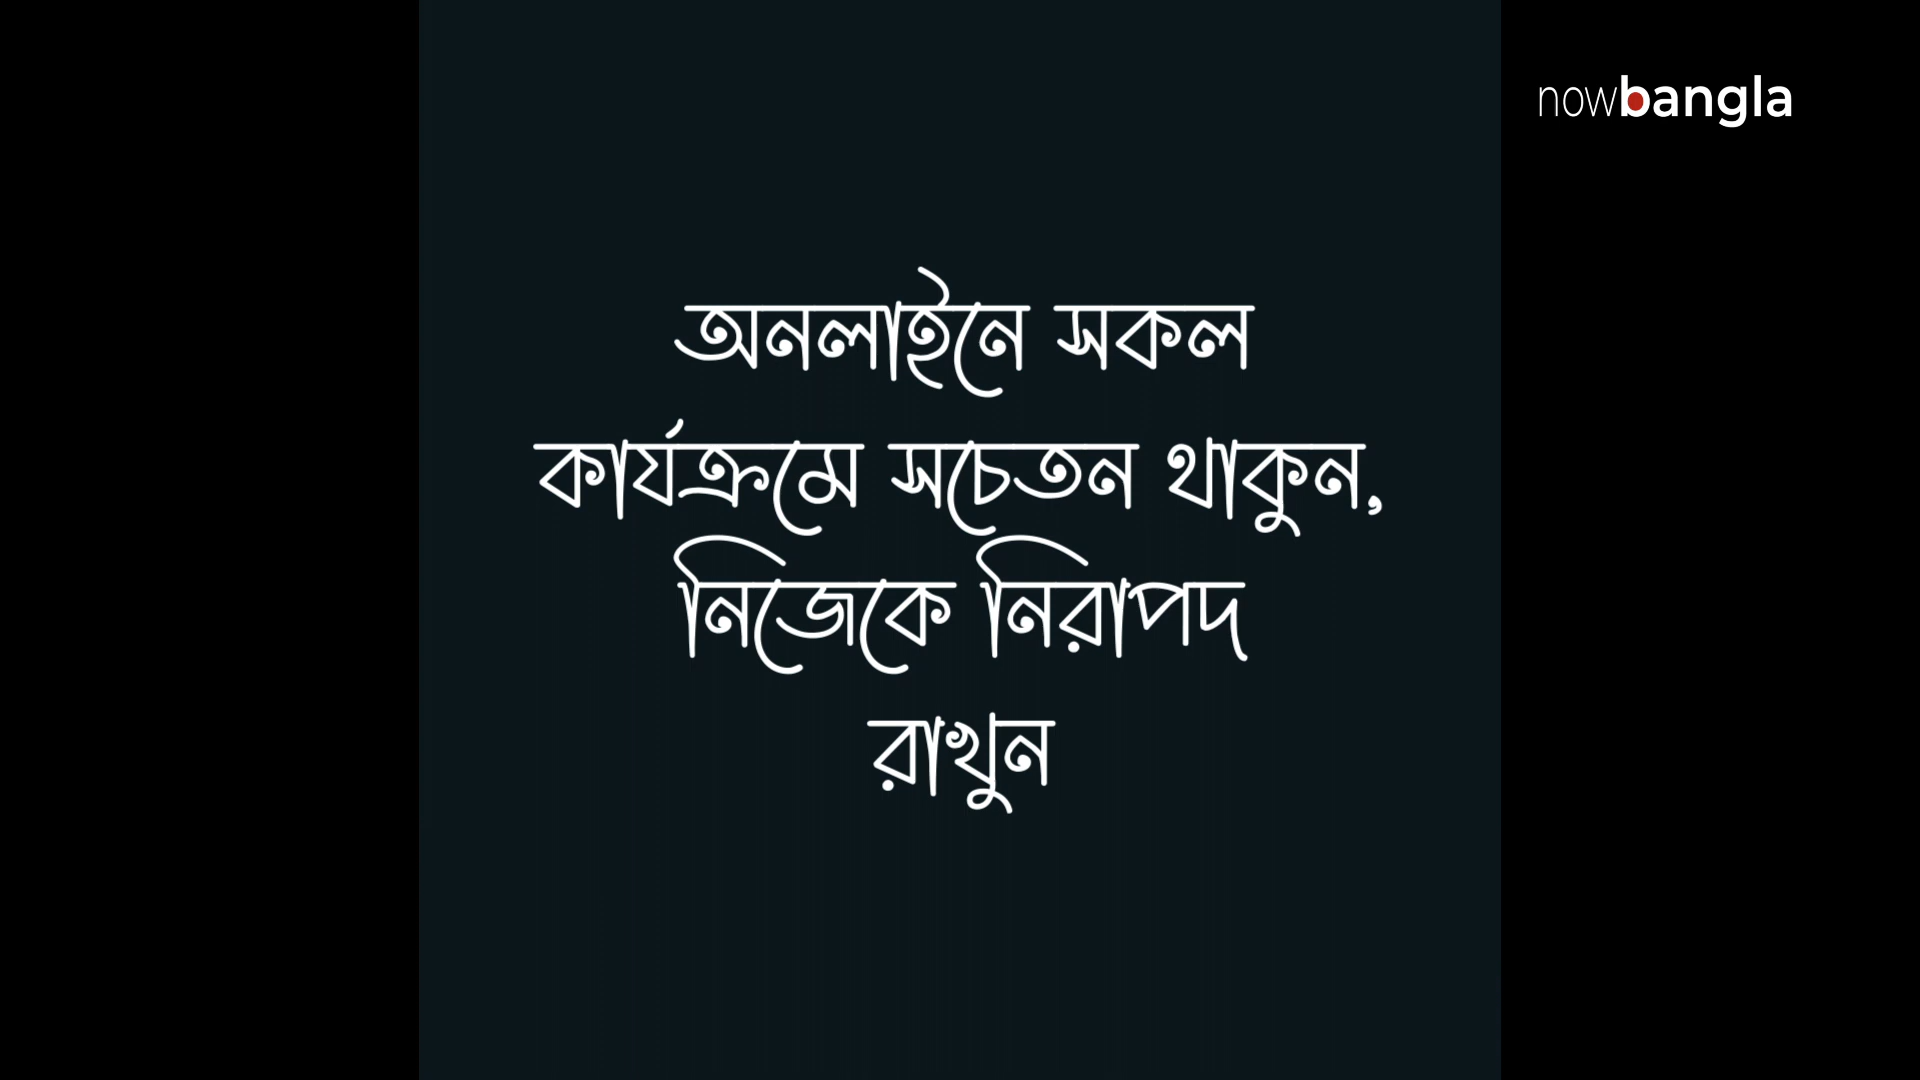 nowbangla
অনলাইনে সকল
কার্যক্রমে সচেতন থাকুন,
নিজেকে নিরাপদ
রাখুন